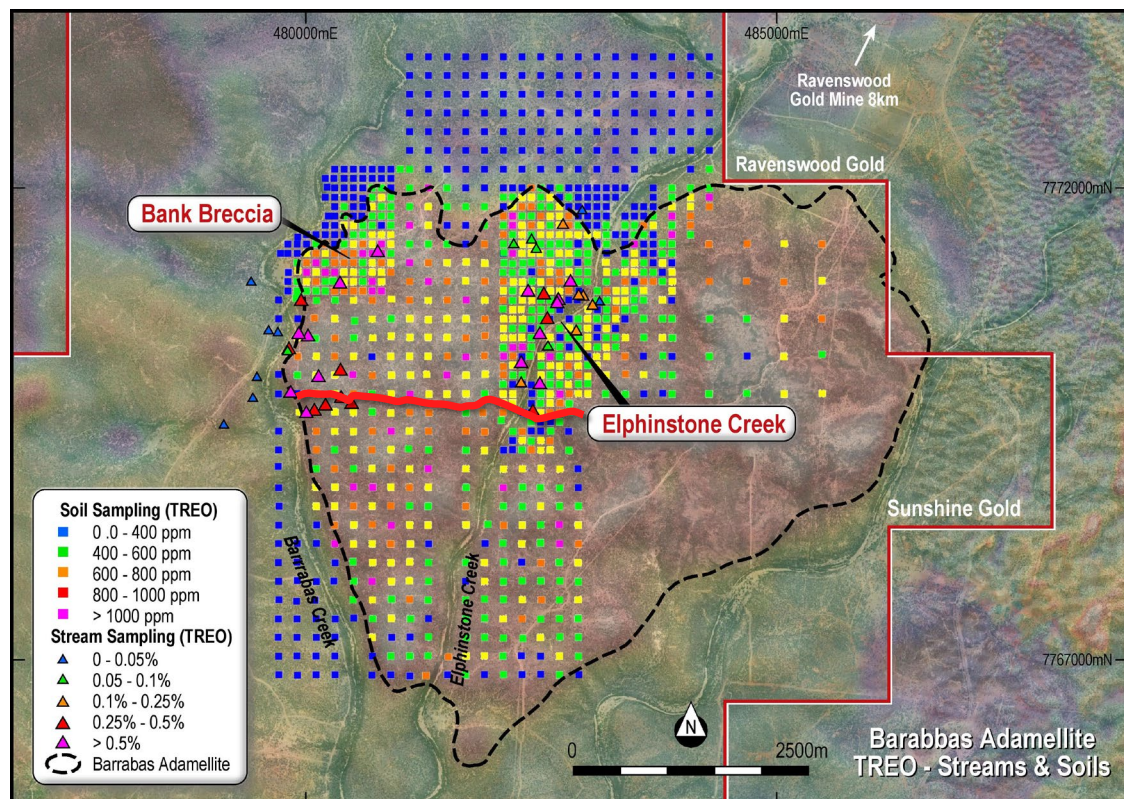 480000mE
485000mE
Ravenswood
Gold Mine 8km
Ravenswood Gold
7772000mN
Bank Breccia
Elphinstone Creek
Sunshine Gold
Soil Sampling (TREO)
0 .0 - 400 ppm
400 - 600 ppm
600 - 800 ppm
800 - 1000 ppm
> 1000 ppm
Stream Sampling (TREO)
0 - 0.05%
0.05 - 0.1%
0.1% - 0.25%
0.25% - 0.5%
> 0.5%
Barrabas Adamellite
Barrabas Creek
Elphinstone Creek
7767000mN
N
0
2500m
Barabbas Adamellite
TREO - Streams & Soils